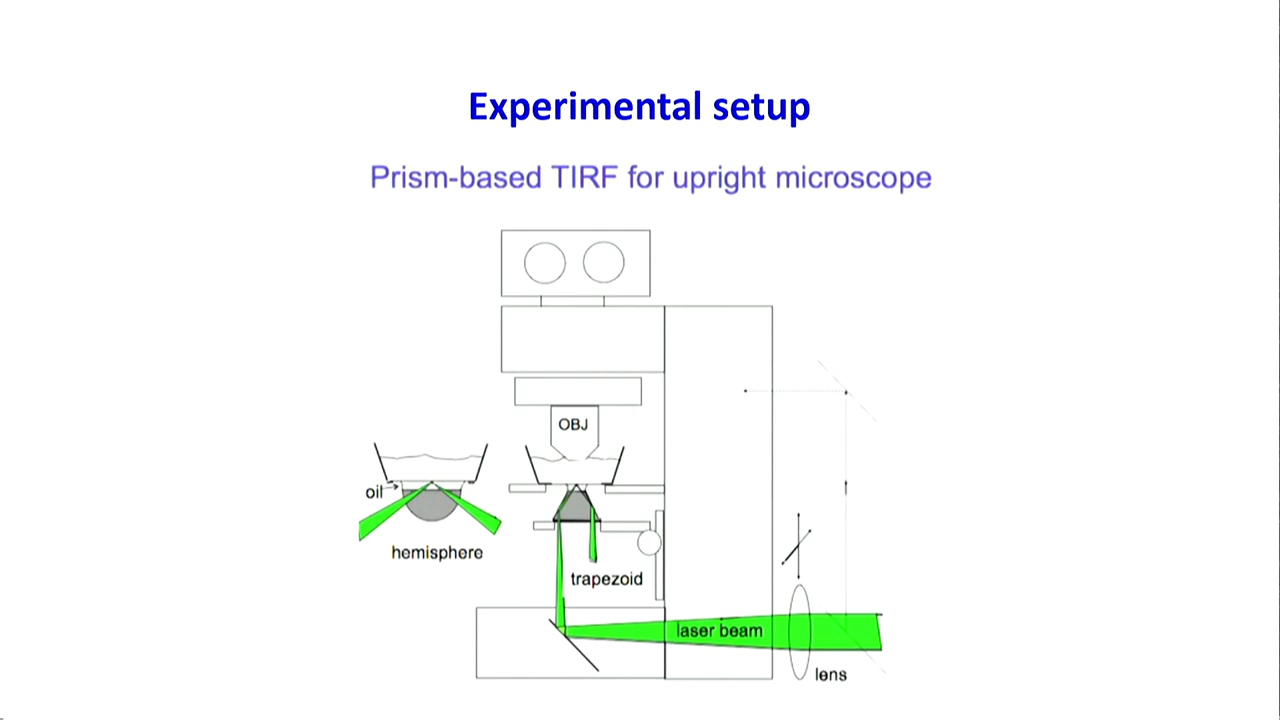 Experimental setup
Prism-based TIRF for upright microscope
OBJ
oil
hemisphere
trapezoid
laser beam
lens